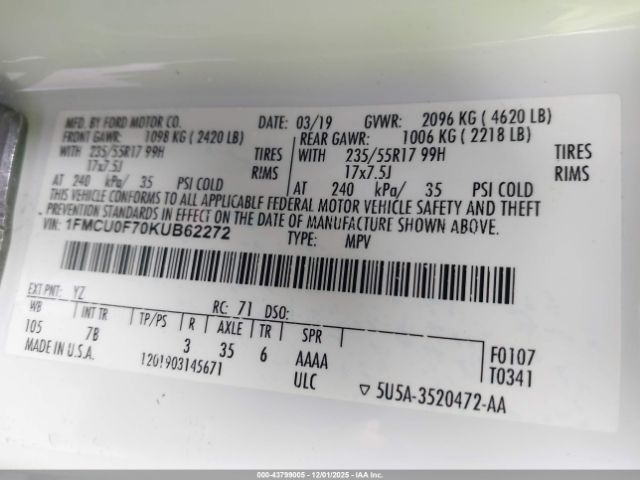 MFD. BY FORD MOTOR CO.
DATE: 03/19 GVWR: 2096 KG ( 4620 LB)
FRONT GAWR: 1098 KG ( 2420 LB) REAR GAWR: 1006 KG ( 2218 LB)
WITH 235/55R17 99H TIRES WITH 235/55R17 99H TIRES
17x7.5J RIMS 17x7.5J RIMS
AT 240 kPa/ 35 PSI COLD AT 240 kPa/ 35 PSI COLD
THIS VEHICLE CONFORMS TO ALL APPLICABLE FEDERAL MOTOR VEHICLE SAFETY AND THEFT
PREVENTION STANDARDS IN EFFECT ON THE DATE OF MANUFACTURE SHOWN ABOVE.
VIN: 1FMCU0F70KUB62272
TYPE: MPV
EXT PNT: YZ RC: 71 DSO:
WB INT TR TP/PS R AXLE TR SPR
105 7B 3 35 6 AAAA
F0107
T0341
MADE IN U.S.A. 1201903145671 ULC
▽ 5U5A-3520472-AA
000-43799005 - 12/01/2025 - IAA Inc.